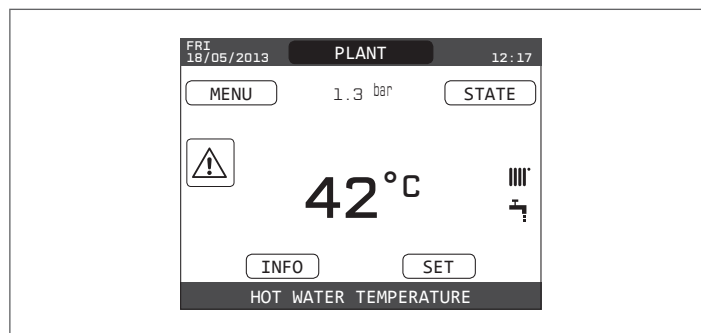 FRI
18/05/2013 PLANT 12:17
MENU 1.3 bar STATE
42°C
INFO SET
HOT WATER TEMPERATURE